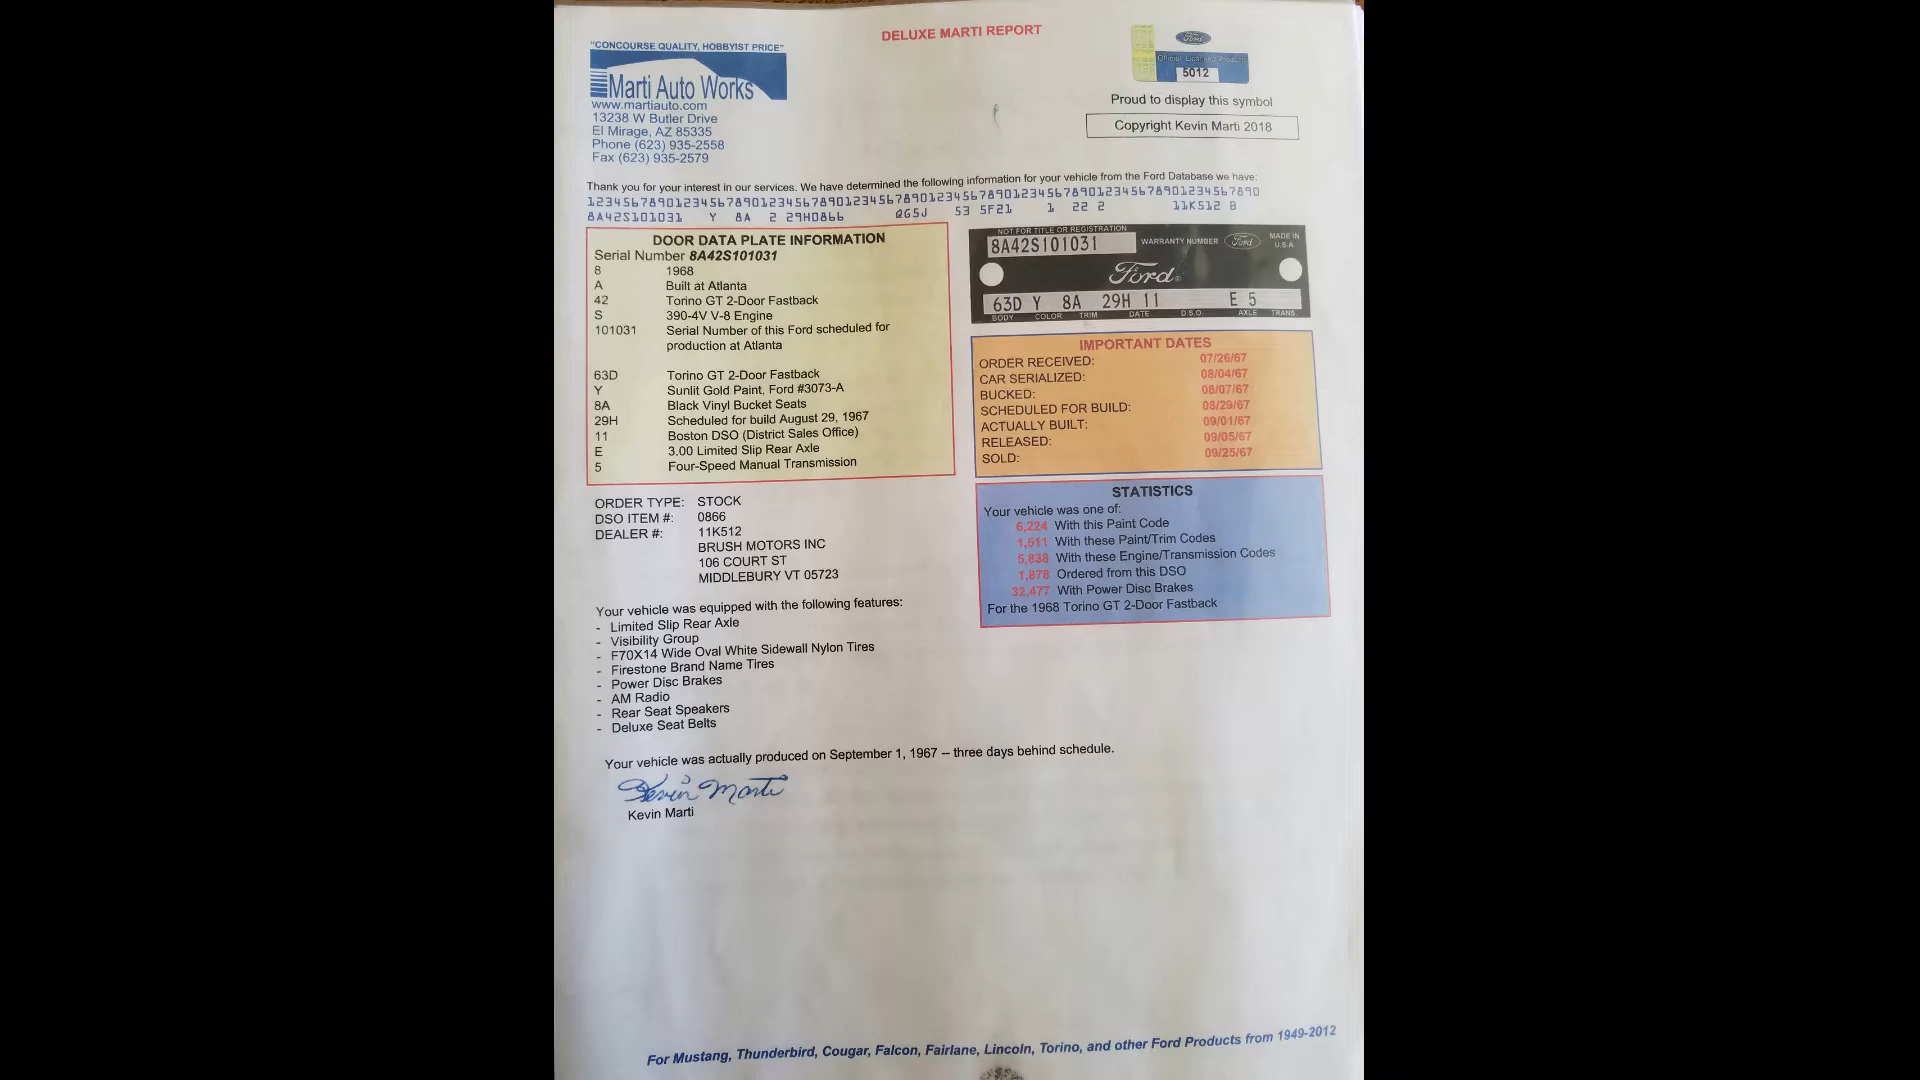 DELUXE MARTI REPORT
"CONCOURSE QUALITY, HOBBYIST PRICE"
Marti Auto Works
www.martiauto.com
13238 W Butler Drive
El Mirage, AZ 85335
Phone (623) 935-2558
Fax (623) 935-2579
Ford
Official Licensed Product
5012
Proud to display this symbol
Copyright Kevin Marti 2018
Thank you for your interest in our services. We have determined the following information for your vehicle from the Ford Database we have:
12345678901234567890123456789012345678901234567890123456789012345678901234567890
8A42S101031 Y 8A 2 29H0866 QG5J 53 5F21 1 22 2 11K512 B
DOOR DATA PLATE INFORMATION
Serial Number 8A42S101031
8 1968
A Built at Atlanta
42 Torino GT 2-Door Fastback
S 390-4V V-8 Engine
101031 Serial Number of this Ford scheduled for
production at Atlanta
63D Torino GT 2-Door Fastback
Y Sunlit Gold Paint, Ford #3073-A
8A Black Vinyl Bucket Seats
29H Scheduled for build August 29, 1967
11 Boston DSO (District Sales Office)
E 3.00 Limited Slip Rear Axle
5 Four-Speed Manual Transmission
NOT FOR TITLE OR REGISTRATION
8A42S101031 WARRANTY NUMBER Ford MADE IN
U.S.A.
Ford
63D Y 8A 29H 11 E 5
BODY COLOR TRIM DATE D.S.O. AXLE TRANS.
IMPORTANT DATES
ORDER RECEIVED: 07/26/67
CAR SERIALIZED: 08/04/67
BUCKED: 08/07/67
SCHEDULED FOR BUILD: 08/29/67
ACTUALLY BUILT: 09/01/67
RELEASED: 09/05/67
SOLD: 09/25/67
ORDER TYPE: STOCK
DSO ITEM #: 0866
DEALER #: 11K512
BRUSH MOTORS INC
106 COURT ST
MIDDLEBURY VT 05723
STATISTICS
Your vehicle was one of:
6,224 With this Paint Code
1,511 With these Paint/Trim Codes
5,838 With these Engine/Transmission Codes
1,878 Ordered from this DSO
32,477 With Power Disc Brakes
For the 1968 Torino GT 2-Door Fastback
Your vehicle was equipped with the following features:
- Limited Slip Rear Axle
- Visibility Group
- F70X14 Wide Oval White Sidewall Nylon Tires
- Firestone Brand Name Tires
- Power Disc Brakes
- AM Radio
- Rear Seat Speakers
- Deluxe Seat Belts
Your vehicle was actually produced on September 1, 1967 -- three days behind schedule.
Kevin Marti
Kevin Marti
For Mustang, Thunderbird, Cougar, Falcon, Fairlane, Lincoln, Torino, and other Ford Products from 1949-2012